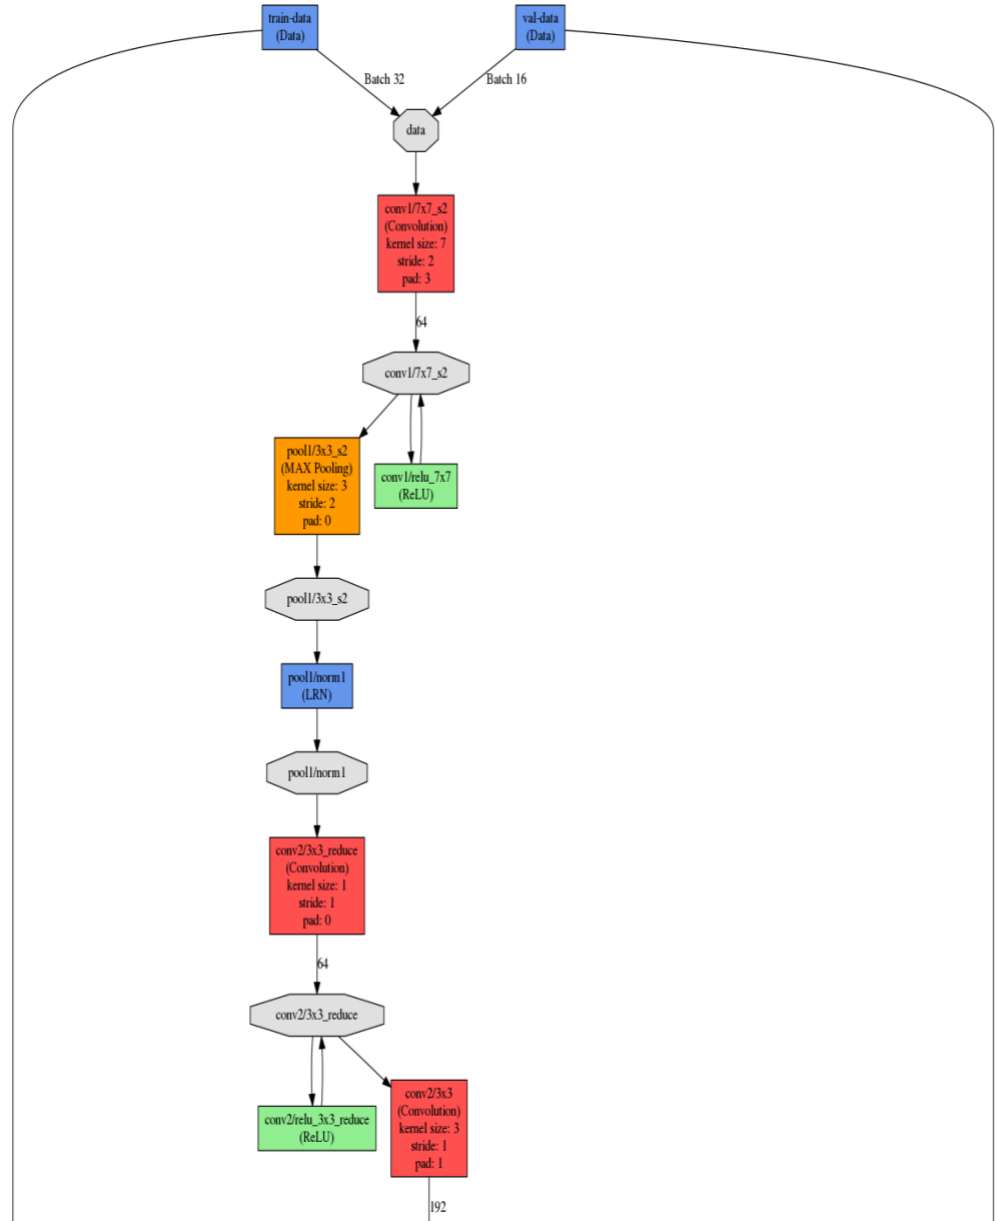 train-data
(Data)
val-data
(Data)
Batch 32
Batch 16
data
conv1/7x7_s2
(Convolution)
kernel size: 7
stride: 2
pad: 3
64
conv1/7x7_s2
pool1/3x3_s2
(MAX Pooling)
kernel size: 3
stride: 2
pad: 0
conv1/relu_7x7
(ReLU)
pool1/3x3_s2
pool1/norm1
(LRN)
pool1/norm1
conv2/3x3_reduce
(Convolution)
kernel size: 1
stride: 1
pad: 0
64
conv2/3x3_reduce
conv2/relu_3x3_reduce
(ReLU)
conv2/3x3
(Convolution)
kernel size: 3
stride: 1
pad: 1
192